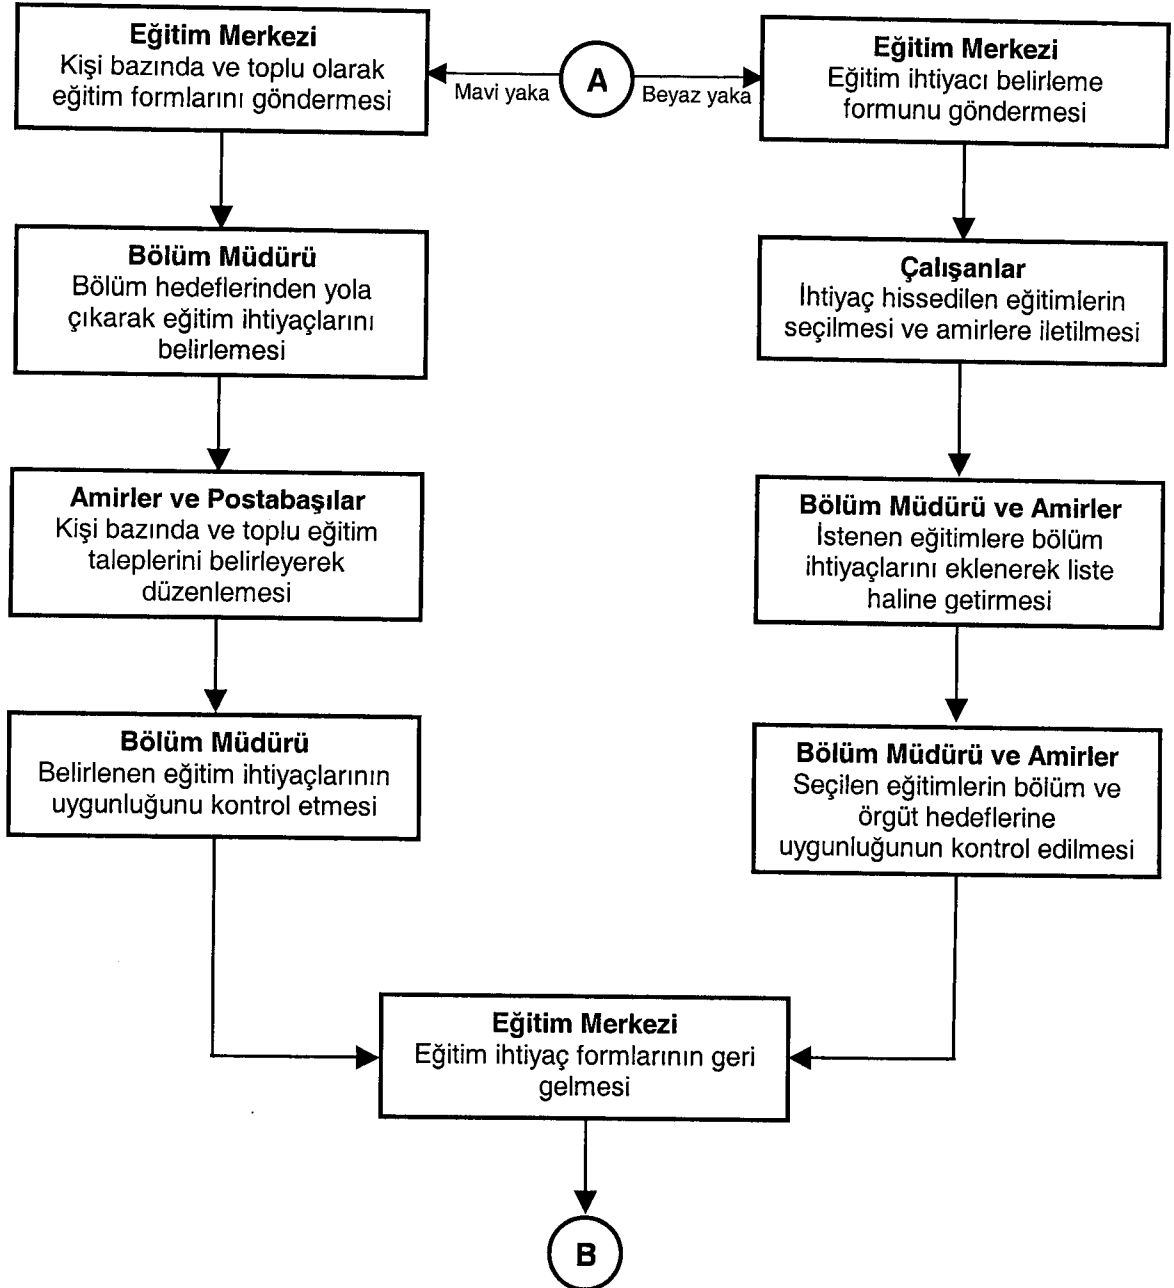 Eğitim Merkezi
Kişi bazında ve toplu olarak
eğitim formlarını göndermesi
Mavi yaka
A
Beyaz yaka
Eğitim Merkezi
Eğitim ihtiyacı belirleme
formunu göndermesi
Bölüm Müdürü
Bölüm hedeflerinden yola
çıkarak eğitim ihtiyaçlarını
belirlemesi
Çalışanlar
İhtiyaç hissedilen eğitimlerin
seçilmesi ve amirlere iletilmesi
Amirler ve Postabaşılar
Kişi bazında ve toplu eğitim
taleplerini belirleyerek
düzenlemesi
Bölüm Müdürü ve Amirler
İstenen eğitimlere bölüm
ihtiyaçlarını eklenerek liste
haline getirmesi
Bölüm Müdürü
Belirlenen eğitim ihtiyaçlarının
uygunluğunu kontrol etmesi
Bölüm Müdürü ve Amirler
Seçilen eğitimlerin bölüm ve
örgüt hedeflerine
uygunluğunun kontrol edilmesi
Eğitim Merkezi
Eğitim ihtiyaç formlarının geri
gelmesi
B